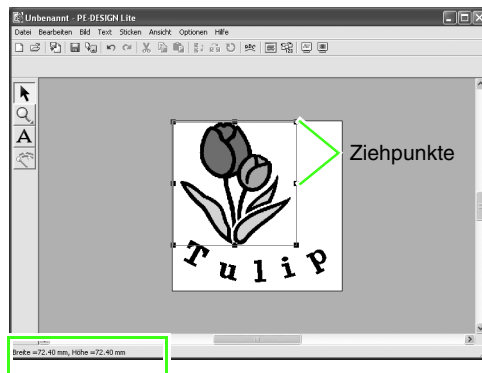 Unbenannt - PE-DESIGN Lite
Datei Bearbeiten Bild Text Sticken Ansicht Optionen Hilfe
abc
A
Ziehpunkte
Tulip
Breite =72.40 mm, Höhe =72.40 mm